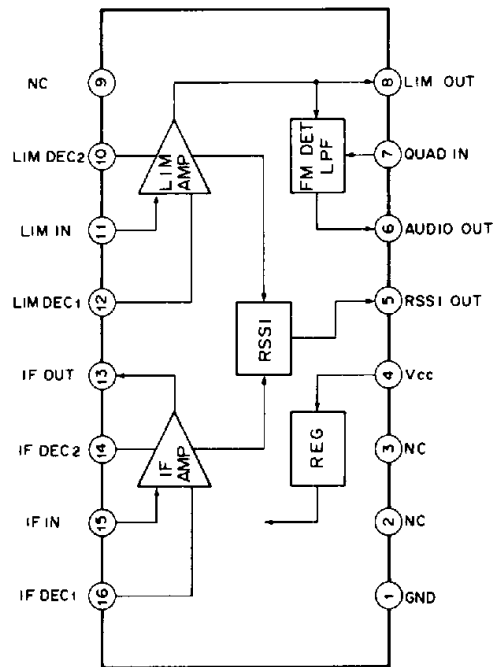 NC 9
8 LIM OUT
LIM DEC2 10
LIM AMP
FM DET LPF
7 QUAD IN
LIM IN 11
6 AUDIO OUT
LIM DEC1 12
RSSI
5 RSSI OUT
IF OUT 13
4 Vcc
IF DEC2 14
IF AMP
REG
3 NC
IF IN 15
2 NC
IF DEC1 16
1 GND